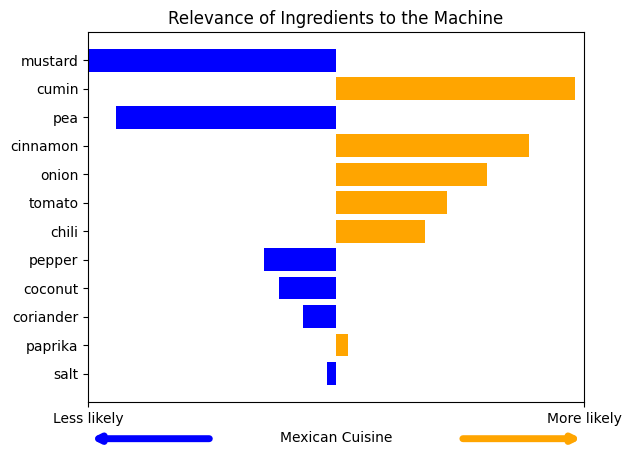 Relevance of Ingredients to the Machine
mustard
cumin
pea
cinnamon
onion
tomato
chili
pepper
coconut
coriander
paprika
salt
Less likely More likely
Mexican Cuisine